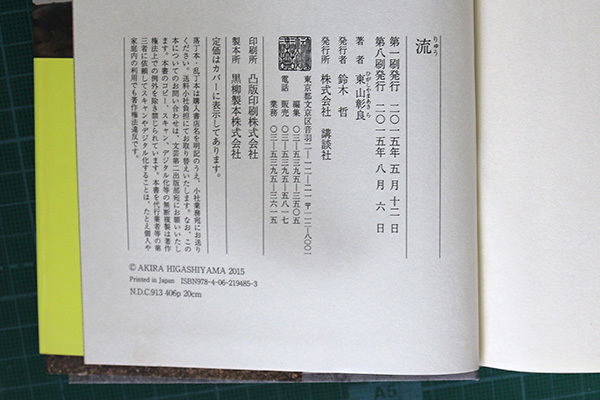 流
りゅう
第一刷発行 二〇一五年五月十二日
第八刷発行 二〇一五年八月六日
著者 東山彰良
ひがしやまあきら
発行者 鈴木 哲
発行所 株式会社 講談社
東京都文京区音羽二—一二—二一 〒一一二—八〇〇一
電話 編集 〇三—五三九五—三五〇五
販売 〇三—五三九五—五八一七
業務 〇三—五三九五—三六一五
印刷所 凸版印刷株式会社
製本所 黒柳製本株式会社
定価はカバーに表示してあります。
落丁本・乱丁本は購入書店名を明記のうえ、小社業務宛にお送り
ください。送料小社負担にてお取り替えいたします。なお、この
本についてのお問い合わせは、文芸第二出版部宛にお願いいたし
ます。本書のコピー、スキャン、デジタル化等の無断複製は著作
権法上での例外を除き禁じられています。本書を代行業者等の第
三者に依頼してスキャンやデジタル化することは、たとえ個人や
家庭内の利用でも著作権法違反です。
© AKIRA HIGASHIYAMA 2015
Printed in Japan ISBN978-4-06-219485-3
N.D.C.913 406p 20cm
A5